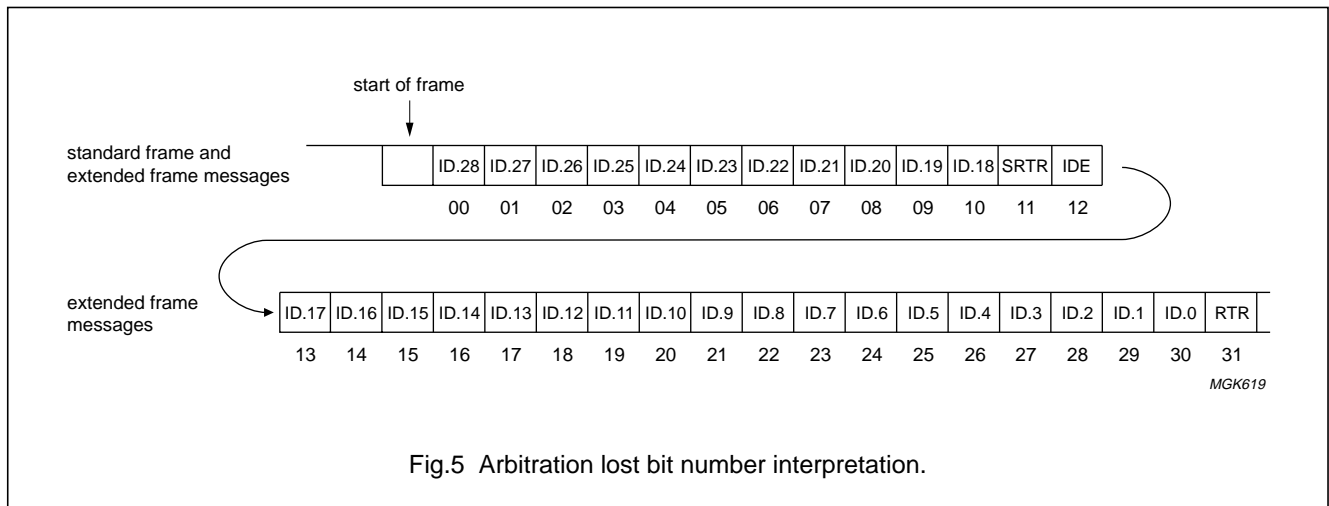 start of frame
standard frame and
extended frame messages
ID.28 ID.27 ID.26 ID.25 ID.24 ID.23 ID.22 ID.21 ID.20 ID.19 ID.18 SRTR IDE
00 01 02 03 04 05 06 07 08 09 10 11 12
extended frame
messages
ID.17 ID.16 ID.15 ID.14 ID.13 ID.12 ID.11 ID.10 ID.9 ID.8 ID.7 ID.6 ID.5 ID.4 ID.3 ID.2 ID.1 ID.0 RTR
13 14 15 16 17 18 19 20 21 22 23 24 25 26 27 28 29 30 31
MGK619
Fig.5 Arbitration lost bit number interpretation.